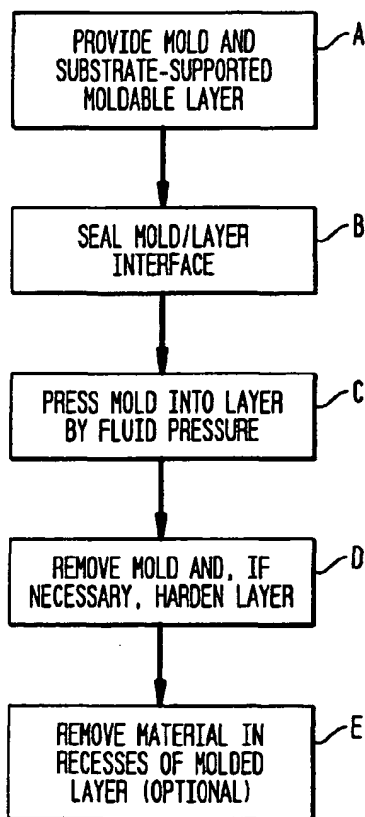 PROVIDE MOLD AND
SUBSTRATE-SUPPORTED
MOLDABLE LAYER
A
SEAL MOLD/LAYER
INTERFACE
B
PRESS MOLD INTO LAYER
BY FLUID PRESSURE
C
REMOVE MOLD AND, IF
NECESSARY, HARDEN LAYER
D
REMOVE MATERIAL IN
RECESSES OF MOLDED
LAYER (OPTIONAL)
E